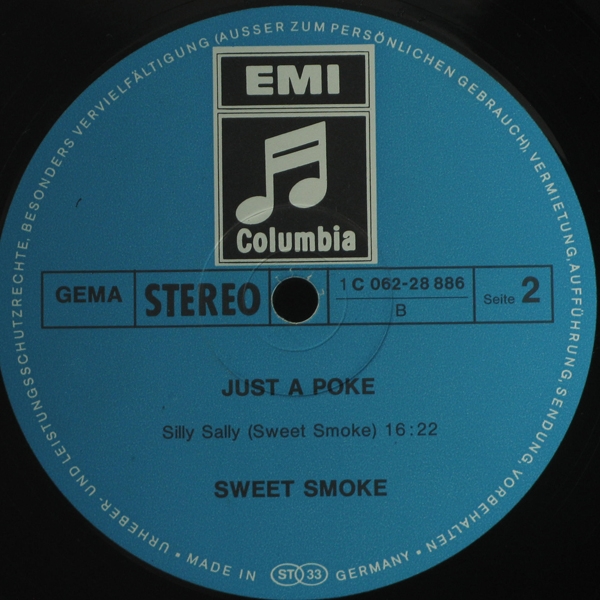 URHEBER- UND LEISTUNGSSCHUTZRECHTE, BESONDERS VERVIELFÄLTIGUNG (AUSSER ZUM PERSÖNLICHEN GEBRAUCH), VERMIETUNG, AUFFÜHRUNG, SENDUNG, VORBEHALTEN • MADE IN ST 33 GERMANY •
EMI
Columbia
GEMA
STEREO
1 C 062-28 886
B
Seite 2
JUST A POKE
Silly Sally (Sweet Smoke) 16:22
SWEET SMOKE